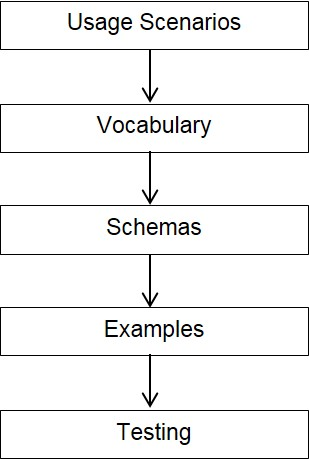 Usage Scenarios
Vocabulary
Schemas
Examples
Testing